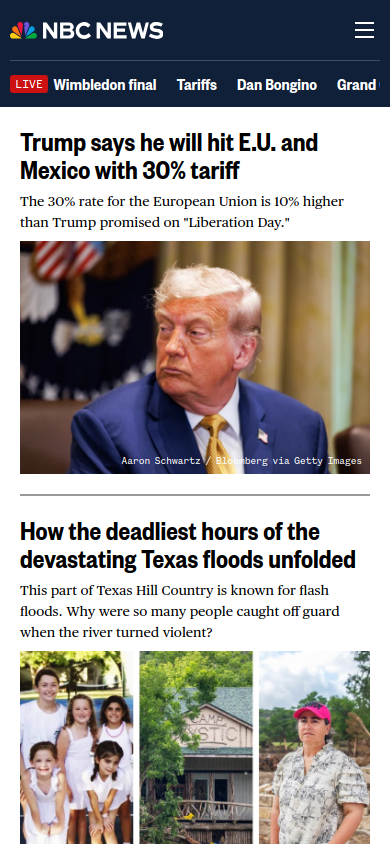 NBC NEWS
LIVE Wimbledon final Tariffs Dan Bongino Grand
Trump says he will hit E.U. and
Mexico with 30% tariff
The 30% rate for the European Union is 10% higher
than Trump promised on "Liberation Day."
Aaron Schwartz / Bloomberg via Getty Images
How the deadliest hours of the
devastating Texas floods unfolded
This part of Texas Hill Country is known for flash
floods. Why were so many people caught off guard
when the river turned violent?
CAMP